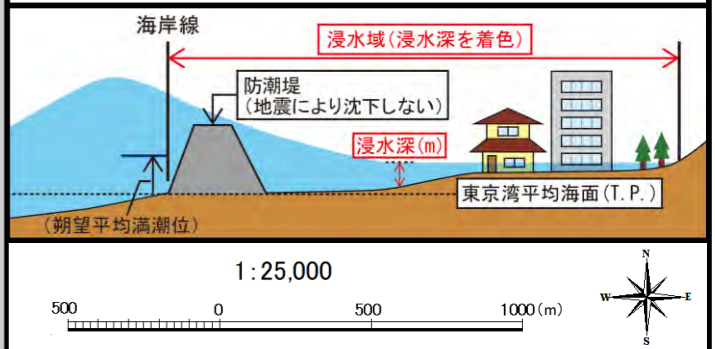 海岸線
浸水域(浸水深を着色)
防潮堤
(地震により沈下しない)
浸水深(m)
東京湾平均海面(T.P.)
(朔望平均満潮位)
1:25,000
500 0 500 1000(m)
N
W E
S